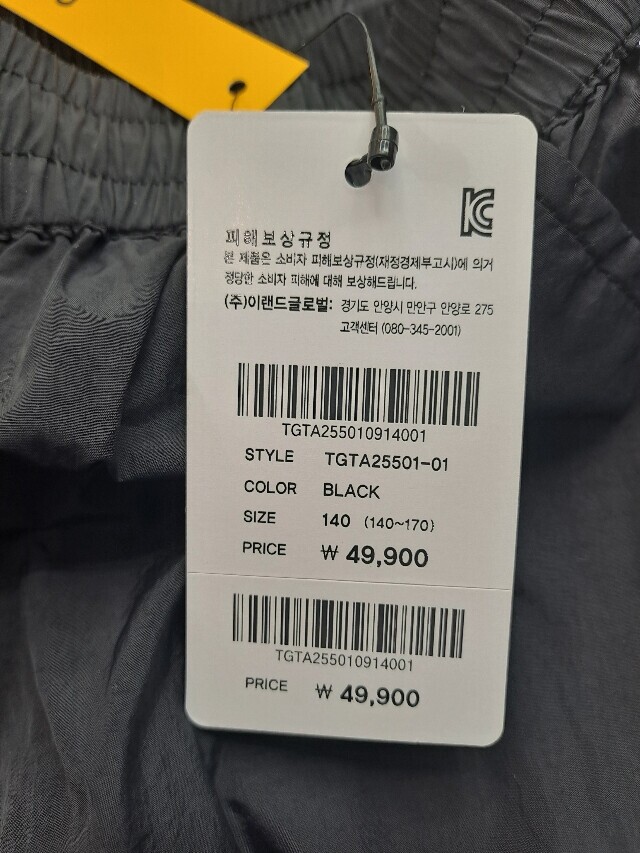 KC
피해보상규정
본 제품은 소비자 피해보상규정(재정경제부고시)에 의거
정당한 소비자 피해에 대해 보상해드립니다.
(주)이랜드글로벌: 경기도 안양시 만안구 안양로 275
고객센터 (080-345-2001)
TGTA255010914001
STYLE TGTA25501-01
COLOR BLACK
SIZE 140 (140~170)
PRICE ₩ 49,900
TGTA255010914001
PRICE ₩ 49,900